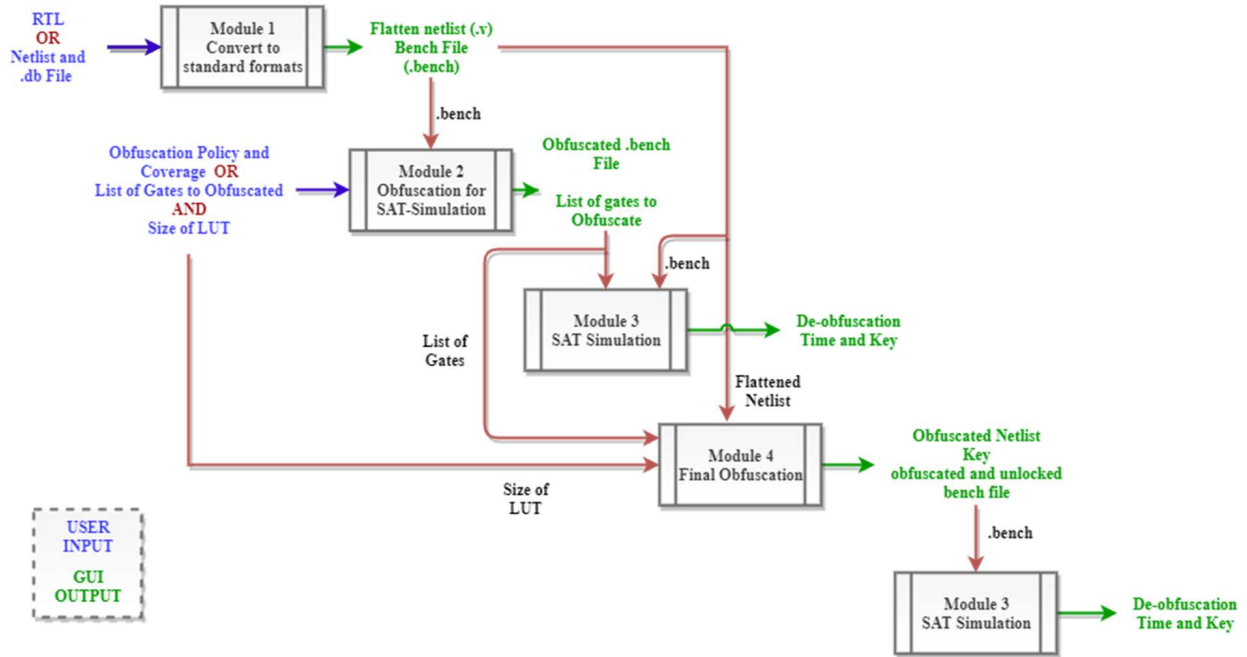 RTL
OR
Netlist and
.db File
Module 1
Convert to
standard formats
Flatten netlist (.v)
Bench File
(.bench)
.bench
Obfuscation Policy and
Coverage OR
List of Gates to Obfuscated
AND
Size of LUT
Module 2
Obfuscation for
SAT-Simulation
Obfuscated .bench
File
List of gates to
Obfuscate
.bench
Module 3
SAT Simulation
De-obfuscation
Time and Key
List of
Gates
Flattened
Netlist
Module 4
Final Obfuscation
Size of
LUT
Obfuscated Netlist
Key
obfuscated and unlocked
bench file
.bench
USER
INPUT
GUI
OUTPUT
Module 3
SAT Simulation
De-obfuscation
Time and Key